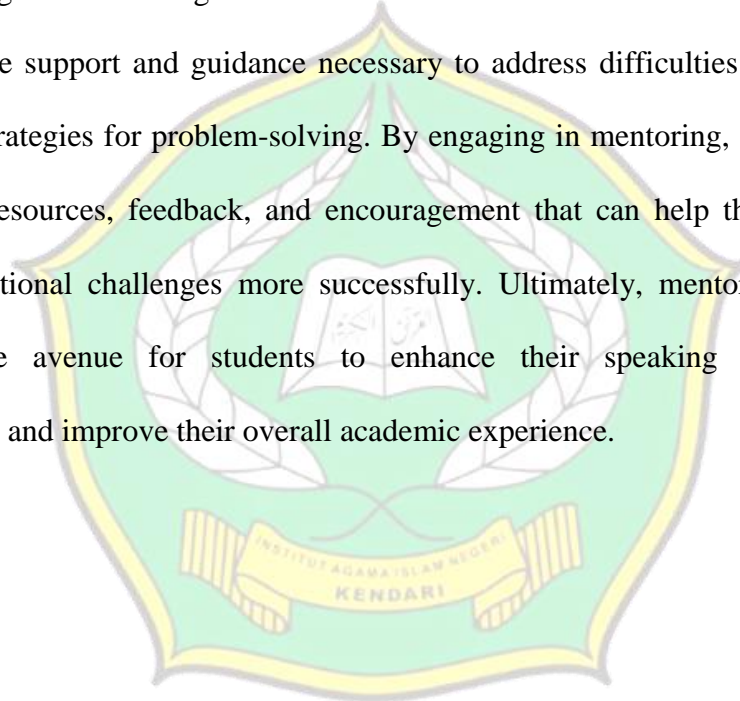 e support and guidance necessary to address difficulties
rategies for problem-solving. By engaging in mentoring,
esources, feedback, and encouragement that can help th
tional challenges more successfully. Ultimately, mentor
e avenue for students to enhance their speaking
and improve their overall academic experience.
INSTITUT AGAMA ISLAM NEGERI
KENDARI